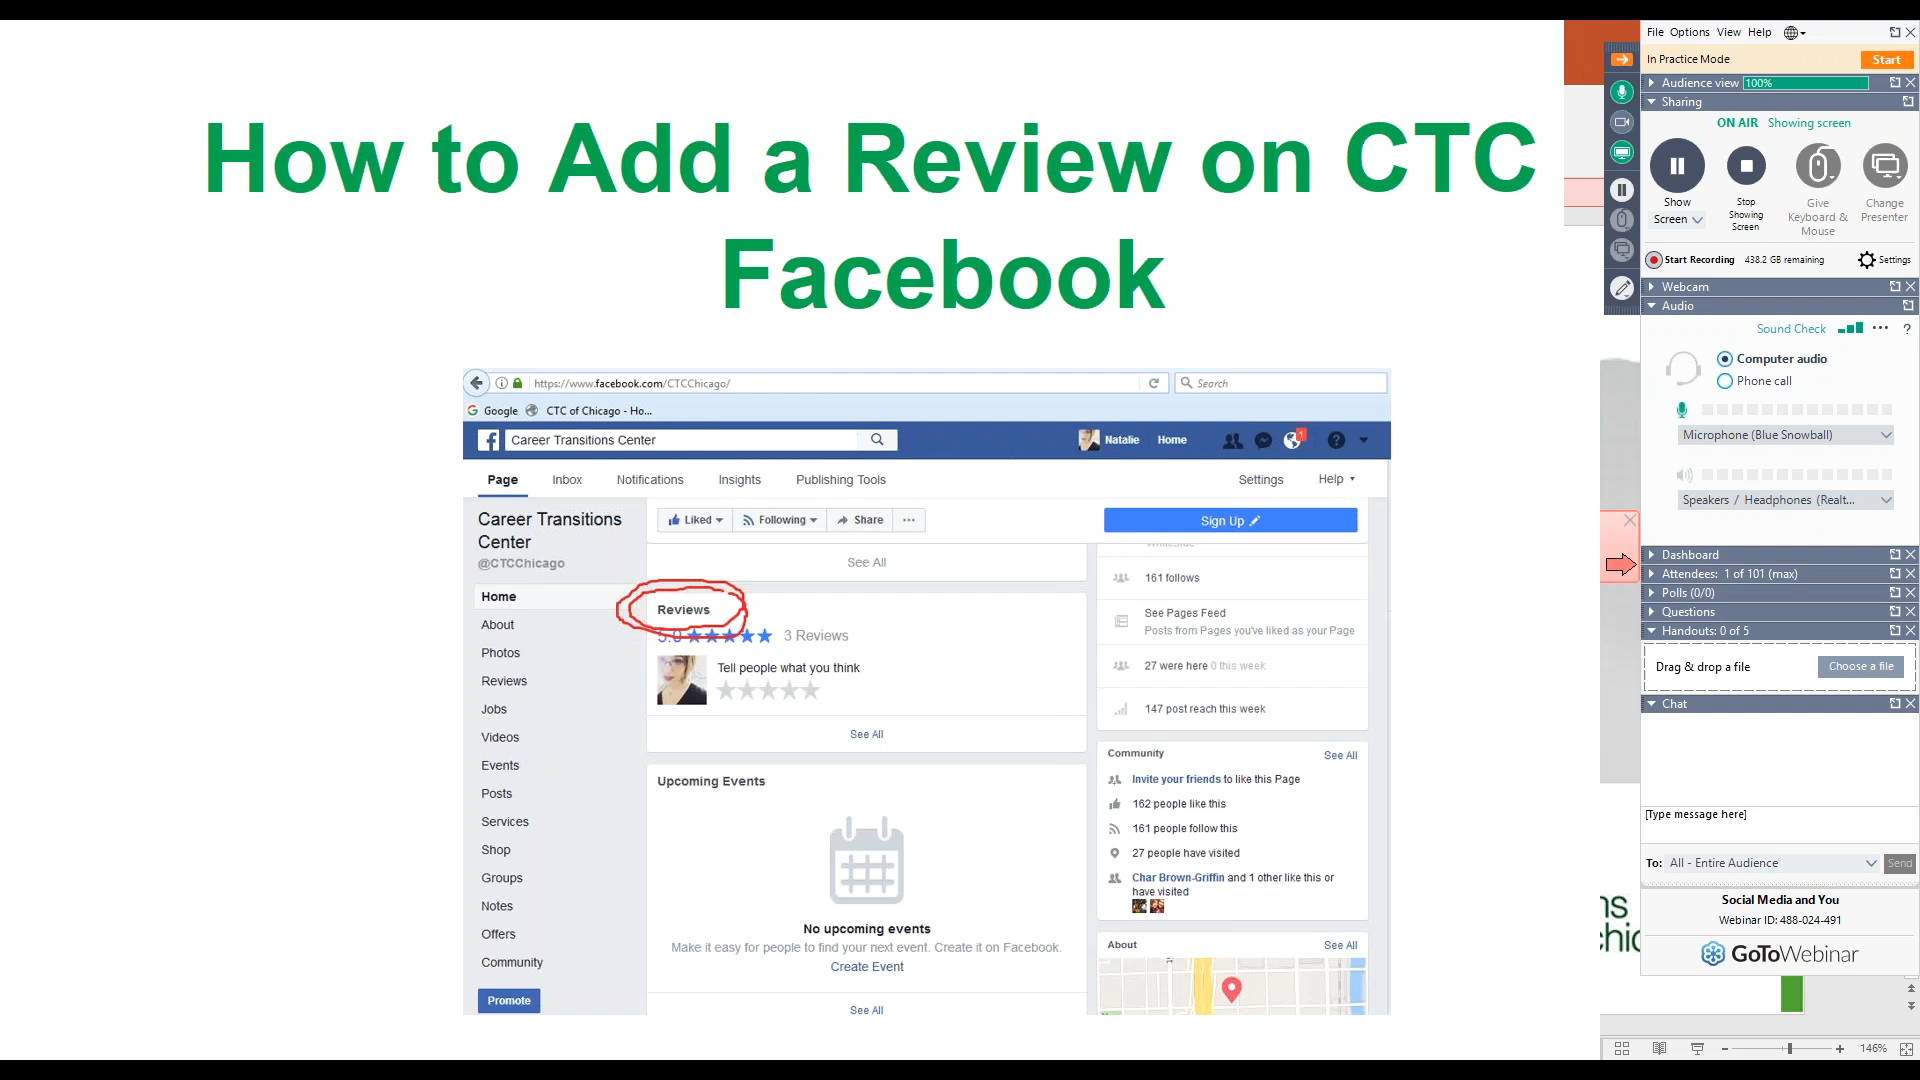 How to Add a Review on CTC
Facebook
https://www.facebook.com/CTCChicago/
Search
Google
CTC of Chicago - Ho...
Career Transitions Center
Natalie
Home
1
Page
Inbox
Notifications
Insights
Publishing Tools
Settings
Help
Career Transitions
Center
@CTCChicago
Liked
Following
Share
Sign Up
See All
161 follows
See Pages Feed
Posts from Pages you've liked as your Page
27 were here 0 this week
147 post reach this week
Home
About
Photos
Reviews
Jobs
Videos
Events
Posts
Services
Shop
Groups
Notes
Offers
Community
Promote
Reviews
5.0
3 Reviews
Tell people what you think
See All
Upcoming Events
No upcoming events
Make it easy for people to find your next event. Create it on Facebook.
Create Event
See All
Community
See All
Invite your friends to like this Page
162 people like this
161 people follow this
27 people have visited
Char Brown-Griffin and 1 other like this or
have visited
About
See All
File Options View Help
In Practice Mode
Start
Audience view 100%
Sharing
ON AIR Showing screen
Show
Screen
Stop
Showing
Screen
Give
Keyboard &
Mouse
Change
Presenter
Start Recording
438.2 GB remaining
Settings
Webcam
Audio
Sound Check
?
Computer audio
Phone call
Microphone (Blue Snowball)
Speakers / Headphones (Realt...
Dashboard
Attendees: 1 of 101 (max)
Polls (0/0)
Questions
Handouts: 0 of 5
Drag & drop a file
Choose a file
Chat
[Type message here]
To: All - Entire Audience
Send
Social Media and You
Webinar ID: 488-024-491
GoToWebinar
146%